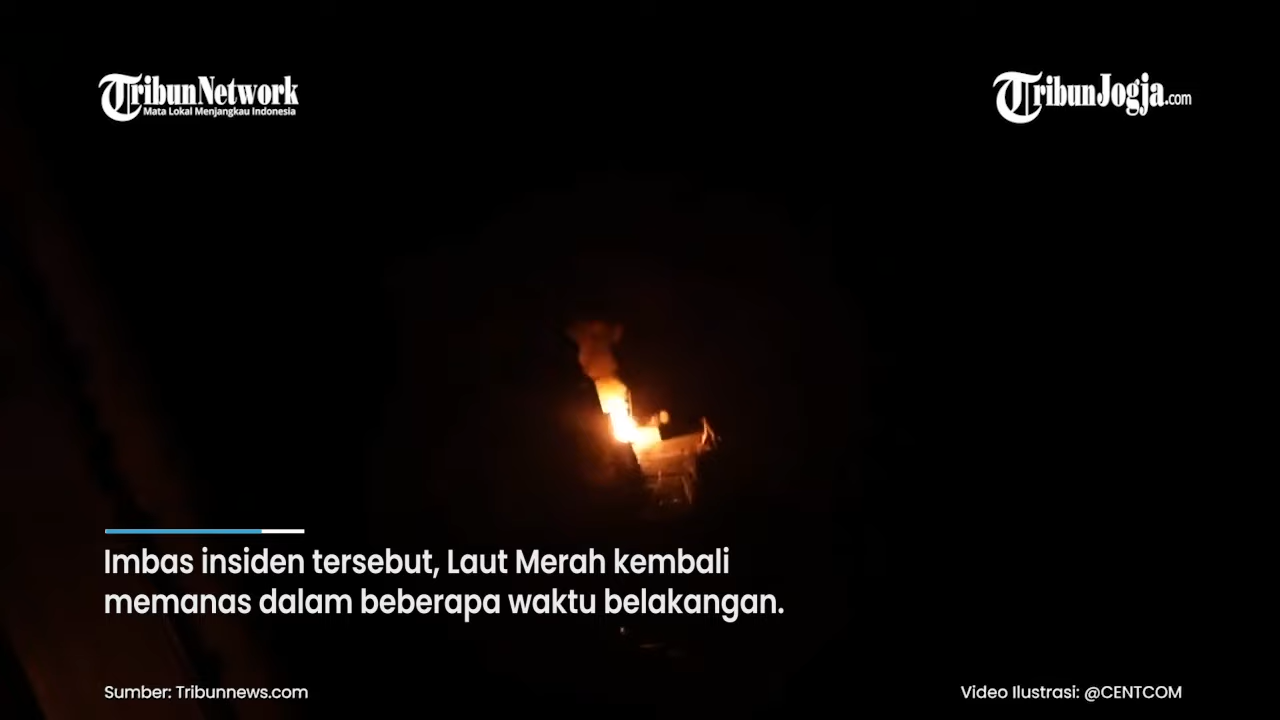 TribunNetwork
Mata Lokal Menjangkau Indonesia
TribunJogja.com
Imbas insiden tersebut, Laut Merah kembali
memanas dalam beberapa waktu belakangan.
Sumber: Tribunnews.com
Video Ilustrasi: @CENTCOM